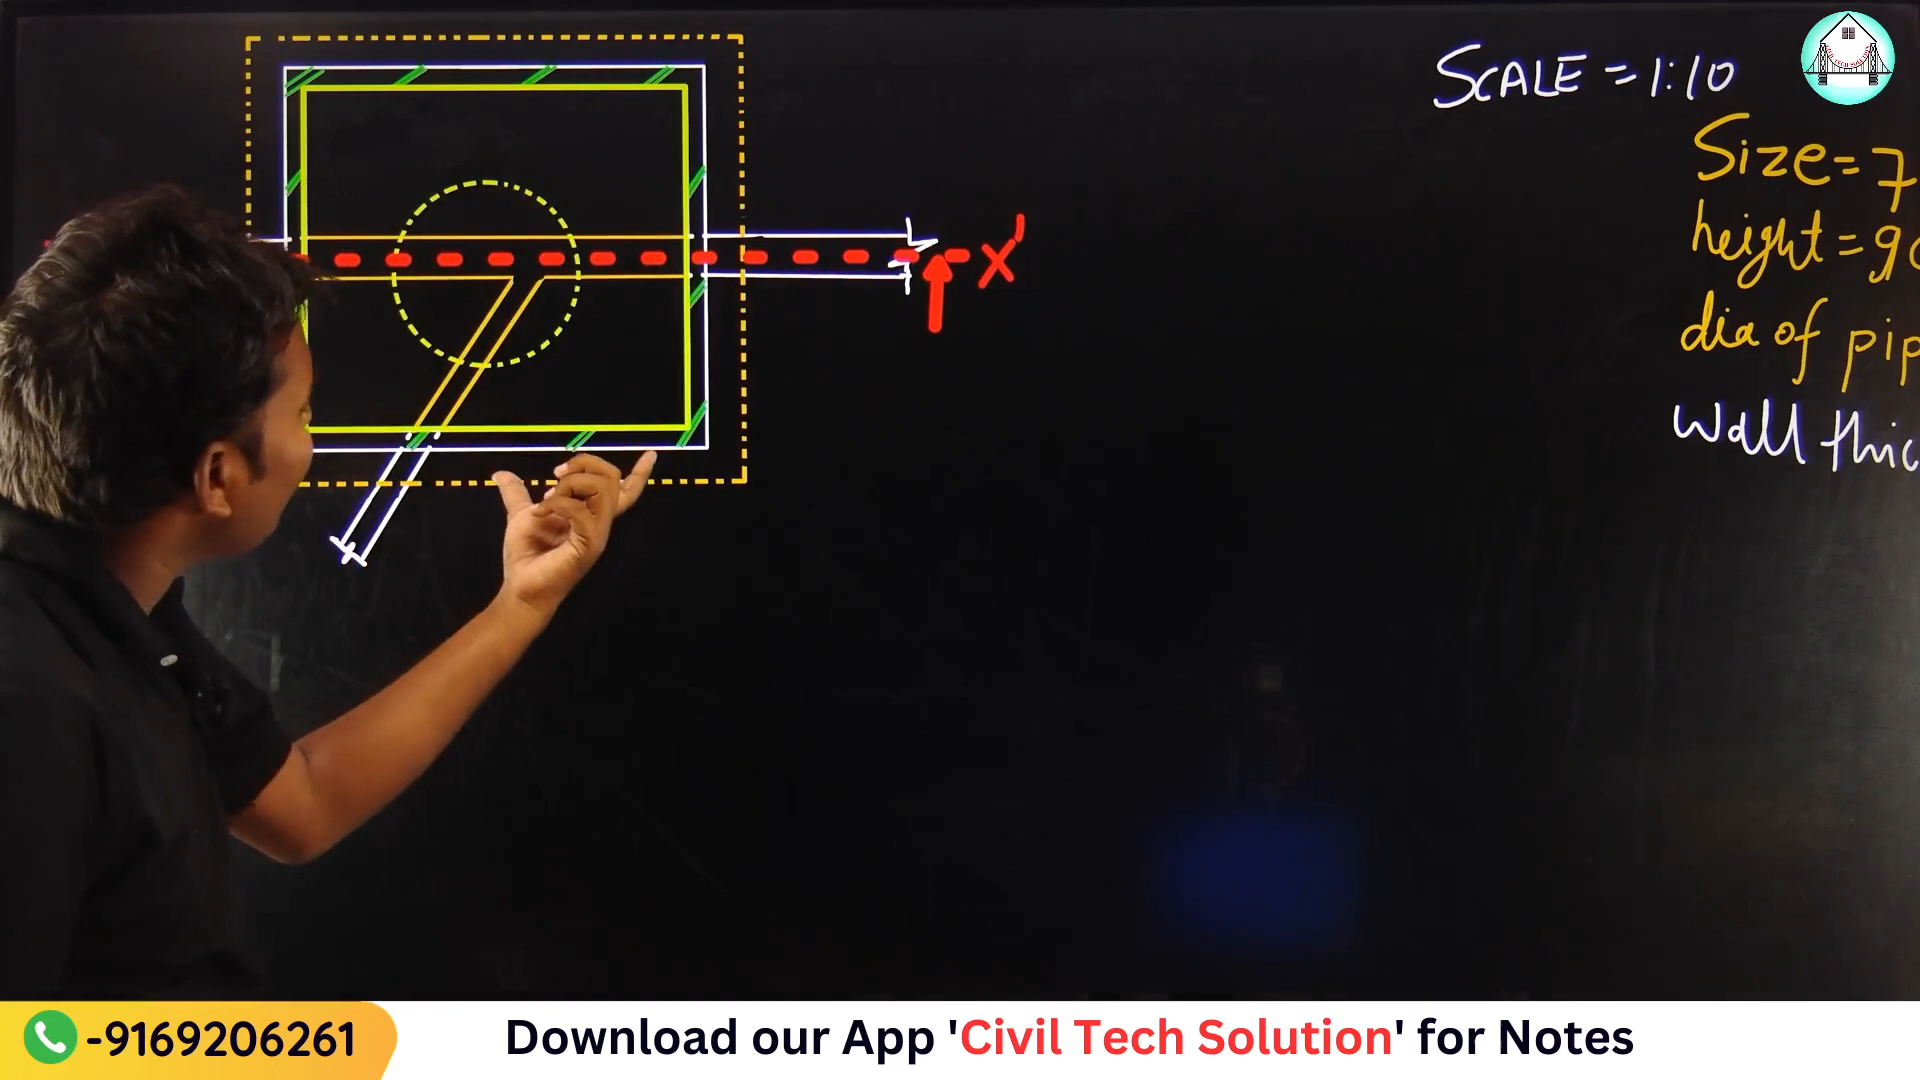 SCALE = 1:10
Size = 7
height = 90
dia of pip
wall thic
X'
-9169206261
Download our App 'Civil Tech Solution' for Notes